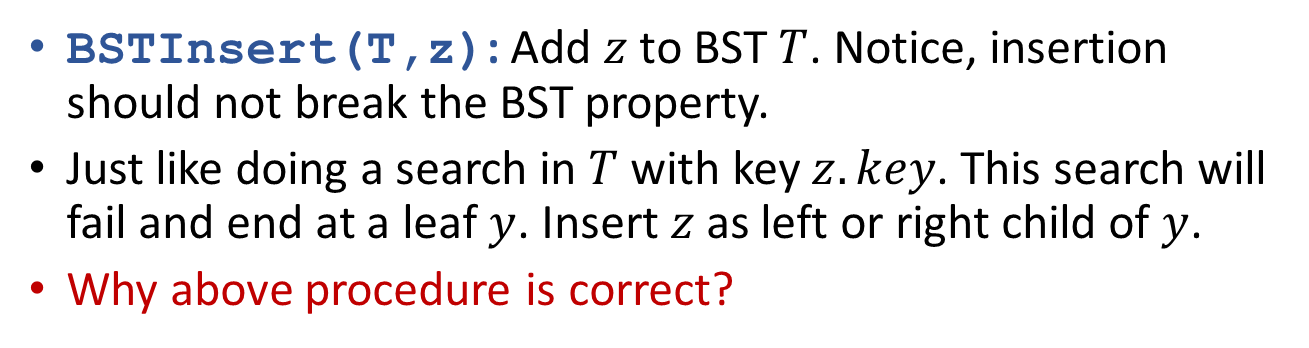 • BSTInsert(T,z): Add z to BST T. Notice, insertion
should not break the BST property.
• Just like doing a search in T with key z.key. This search will
fail and end at a leaf y. Insert z as left or right child of y.
• Why above procedure is correct?